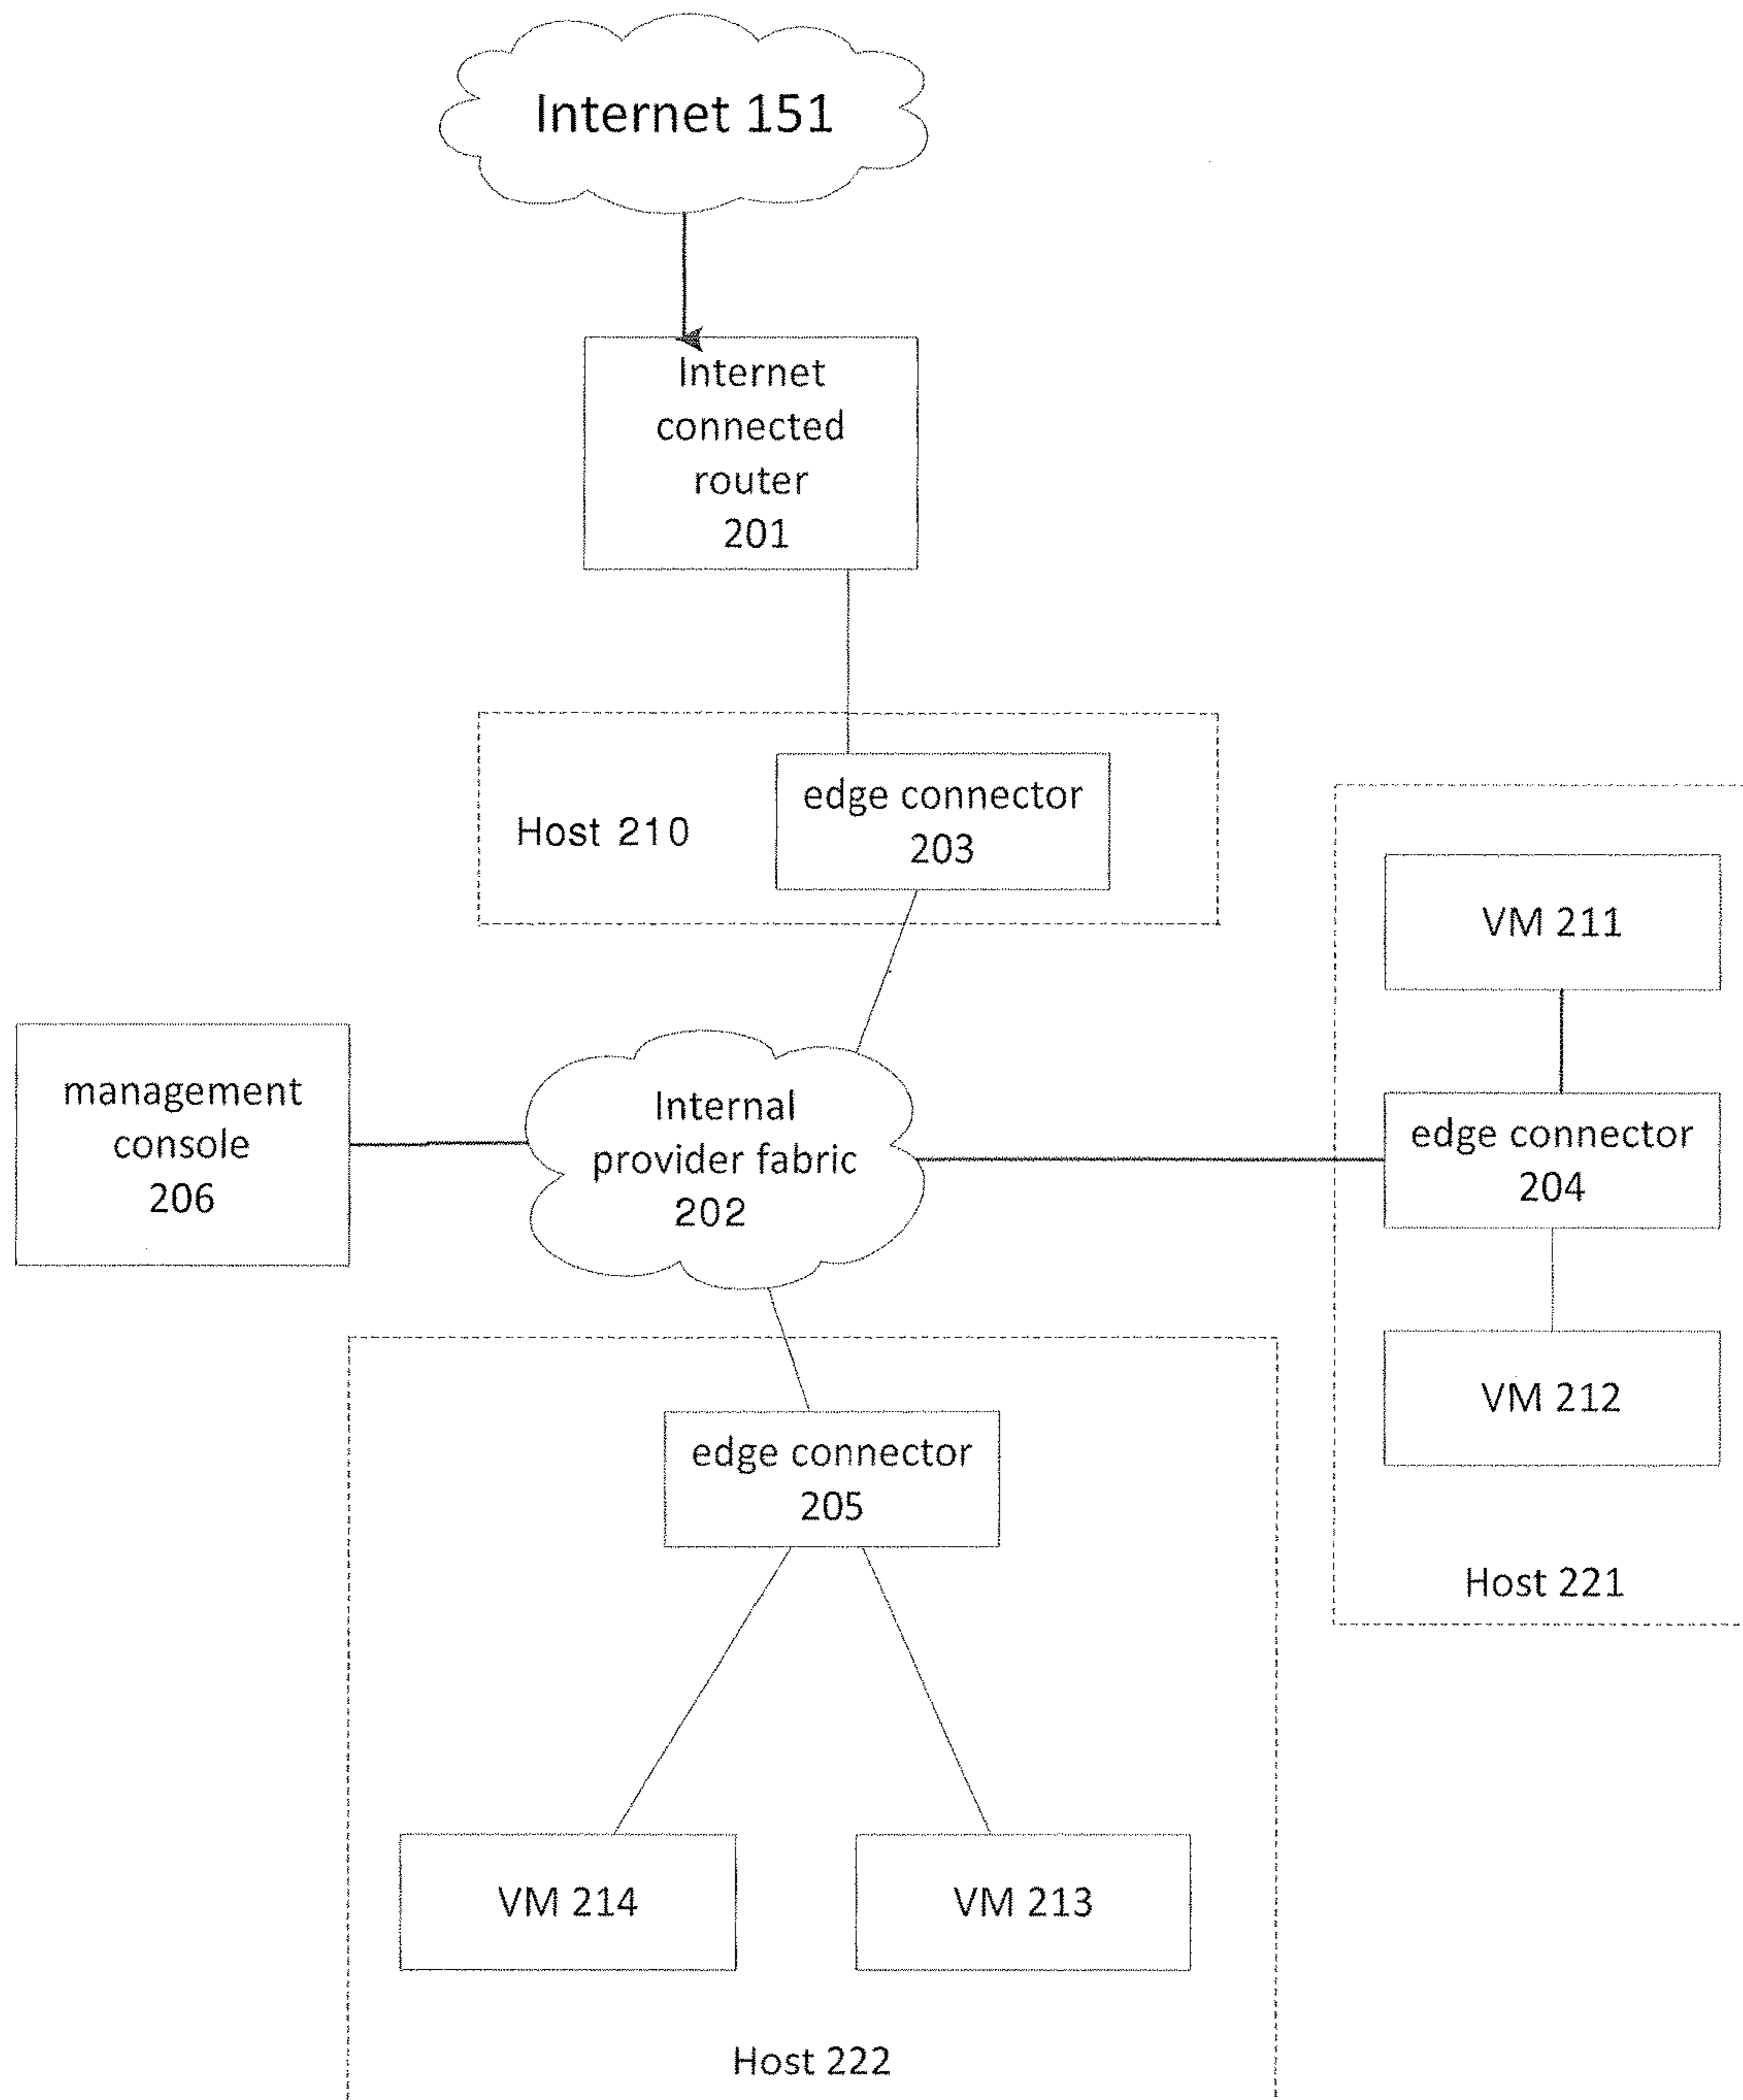 Internet 151
Internet
connected
router
201
Host 210
edge connector
203
VM 211
management
console
206
Internal
provider fabric
202
edge connector
204
VM 212
edge connector
205
Host 221
VM 214
VM 213
Host 222